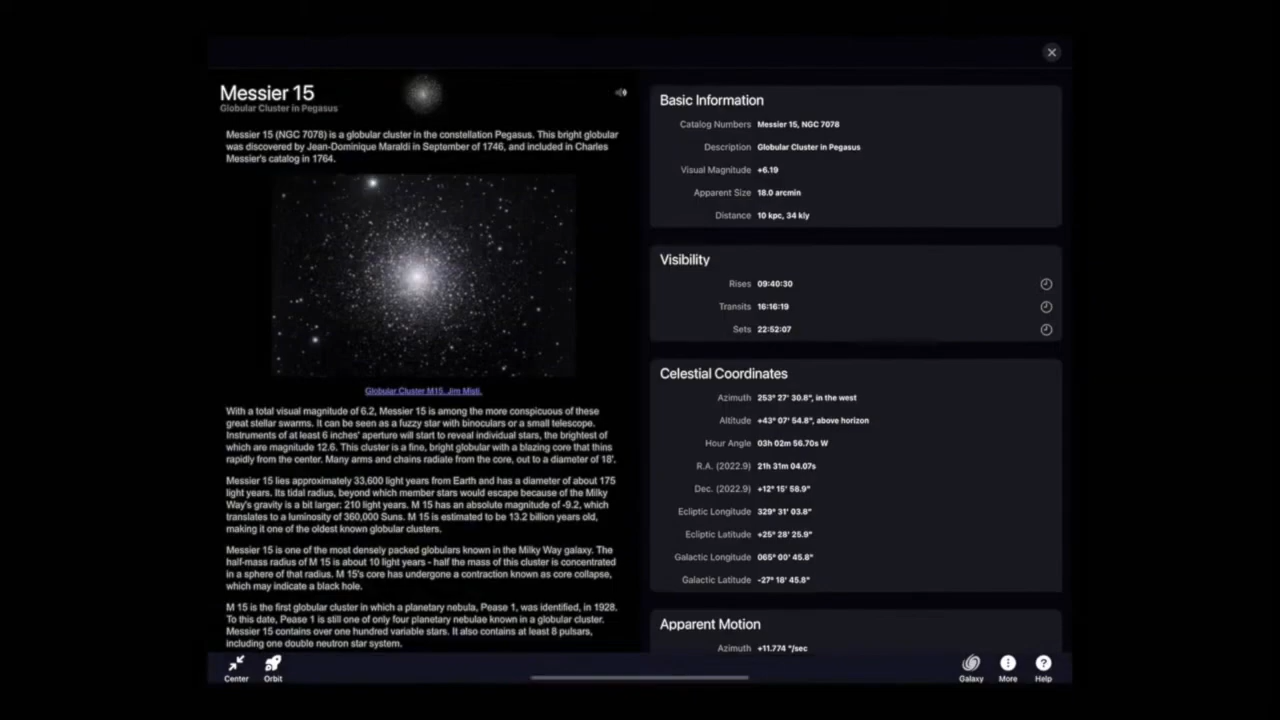 Messier 15
Globular Cluster in Pegasus
Messier 15 (NGC 7078) is a globular cluster in the constellation Pegasus. This bright globular
was discovered by Jean-Dominique Maraldi in September of 1746, and included in Charles
Messier's catalog in 1764.
Globular Cluster M15. Jim Misti.
With a total visual magnitude of 6.2, Messier 15 is among the more conspicuous of these
great stellar swarms. It can be seen as a fuzzy star with binoculars or a small telescope.
Instruments of at least 6 inches' aperture will start to reveal individual stars, the brightest of
which are magnitude 12.6. This cluster is a fine, bright globular with a blazing core that thins
rapidly from the center. Many arms and chains radiate from the core, out to a diameter of 18'.
Messier 15 lies approximately 33,600 light years from Earth and has a diameter of about 175
light years. Its tidal radius, beyond which member stars would escape because of the Milky
Way's gravity is a bit larger: 210 light years. M 15 has an absolute magnitude of -9.2, which
translates to a luminosity of 360,000 Suns. M 15 is estimated to be 13.2 billion years old,
making it one of the oldest known globular clusters.
Messier 15 is one of the most densely packed globulars known in the Milky Way galaxy. The
half-mass radius of M 15 is about 10 light years - half the mass of this cluster is concentrated
in a sphere of that radius. M 15's core has undergone a contraction known as core collapse,
which may indicate a black hole.
M 15 is the first globular cluster in which a planetary nebula, Pease 1, was identified, in 1928.
To this date, Pease 1 is still one of only four planetary nebulae known in a globular cluster.
Messier 15 contains over one hundred variable stars. It also contains at least 8 pulsars,
including one double neutron star system.
Basic Information
Catalog Numbers Messier 15, NGC 7078
Description Globular Cluster in Pegasus
Visual Magnitude +6.19
Apparent Size 18.0 arcmin
Distance 10 kpc, 34 kly
Visibility
Rises 09:40:30
Transits 16:16:19
Sets 22:52:07
Celestial Coordinates
Azimuth 253° 27' 30.8", in the west
Altitude +43° 07' 54.8", above horizon
Hour Angle 03h 02m 56.70s W
R.A. (2022.9) 21h 31m 04.07s
Dec. (2022.9) +12° 15' 58.9"
Ecliptic Longitude 329° 31' 03.8"
Ecliptic Latitude +25° 28' 25.9"
Galactic Longitude 065° 00' 45.8"
Galactic Latitude -27° 18' 45.8"
Apparent Motion
Azimuth +11.774 "/sec
Center Orbit Galaxy More Help